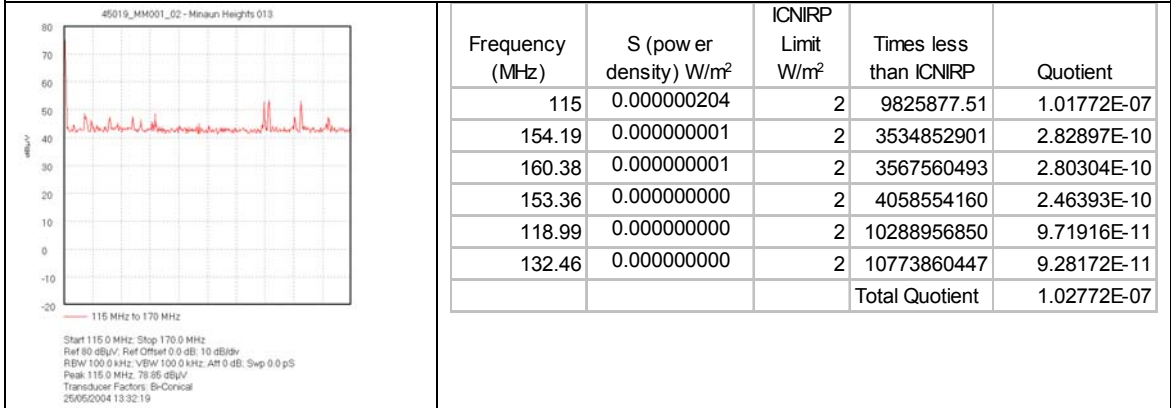 45019_MM001_02 - Minaun Heights 013
80
70
60
50
40
30
20
10
0
-10
-20
dBµV
115 MHz to 170 MHz
Start 115.0 MHz; Stop 170.0 MHz
Ref 80 dBµV; Ref Offset 0.0 dB; 10 dB/div
RBW 100.0 kHz; VBW 100.0 kHz; Att 0 dB; Swp 0.0 pS
Peak 115.0 MHz, 78.85 dBµV
Transducer Factors: Bi-Conical
25/05/2004 13:32:19
Frequency (MHz) S (pow er density) W/m² ICNIRP Limit W/m² Times less than ICNIRP Quotient
115 0.000000204 2 9825877.51 1.01772E-07
154.19 0.000000001 2 3534852901 2.82897E-10
160.38 0.000000001 2 3567560493 2.80304E-10
153.36 0.000000000 2 4058554160 2.46393E-10
118.99 0.000000000 2 10288956850 9.71916E-11
132.46 0.000000000 2 10773860447 9.28172E-11
Total Quotient 1.02772E-07